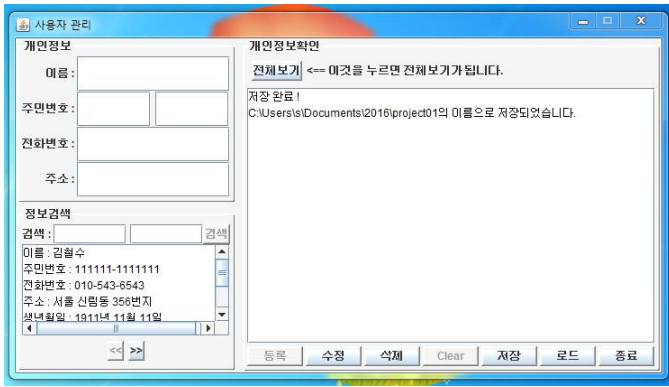 사용자 관리
개인정보
이름 :
주민번호 :
전화번호 :
주소 :
정보검색
검색 :
검색
이름 : 김철수
주민번호 : 111111-1111111
전화번호 : 010-543-6543
주소 : 서울 신림동 356번지
생년월일 : 1911년 11월 11일
<< >>
개인정보확인
전체보기 <== 이것을 누르면 전체보기가 됩니다.
저장 완료 !
C:\Users\s\Documents\2016\project01의 이름으로 저장되었습니다.
등록 수정 삭제 Clear 저장 로드 종료